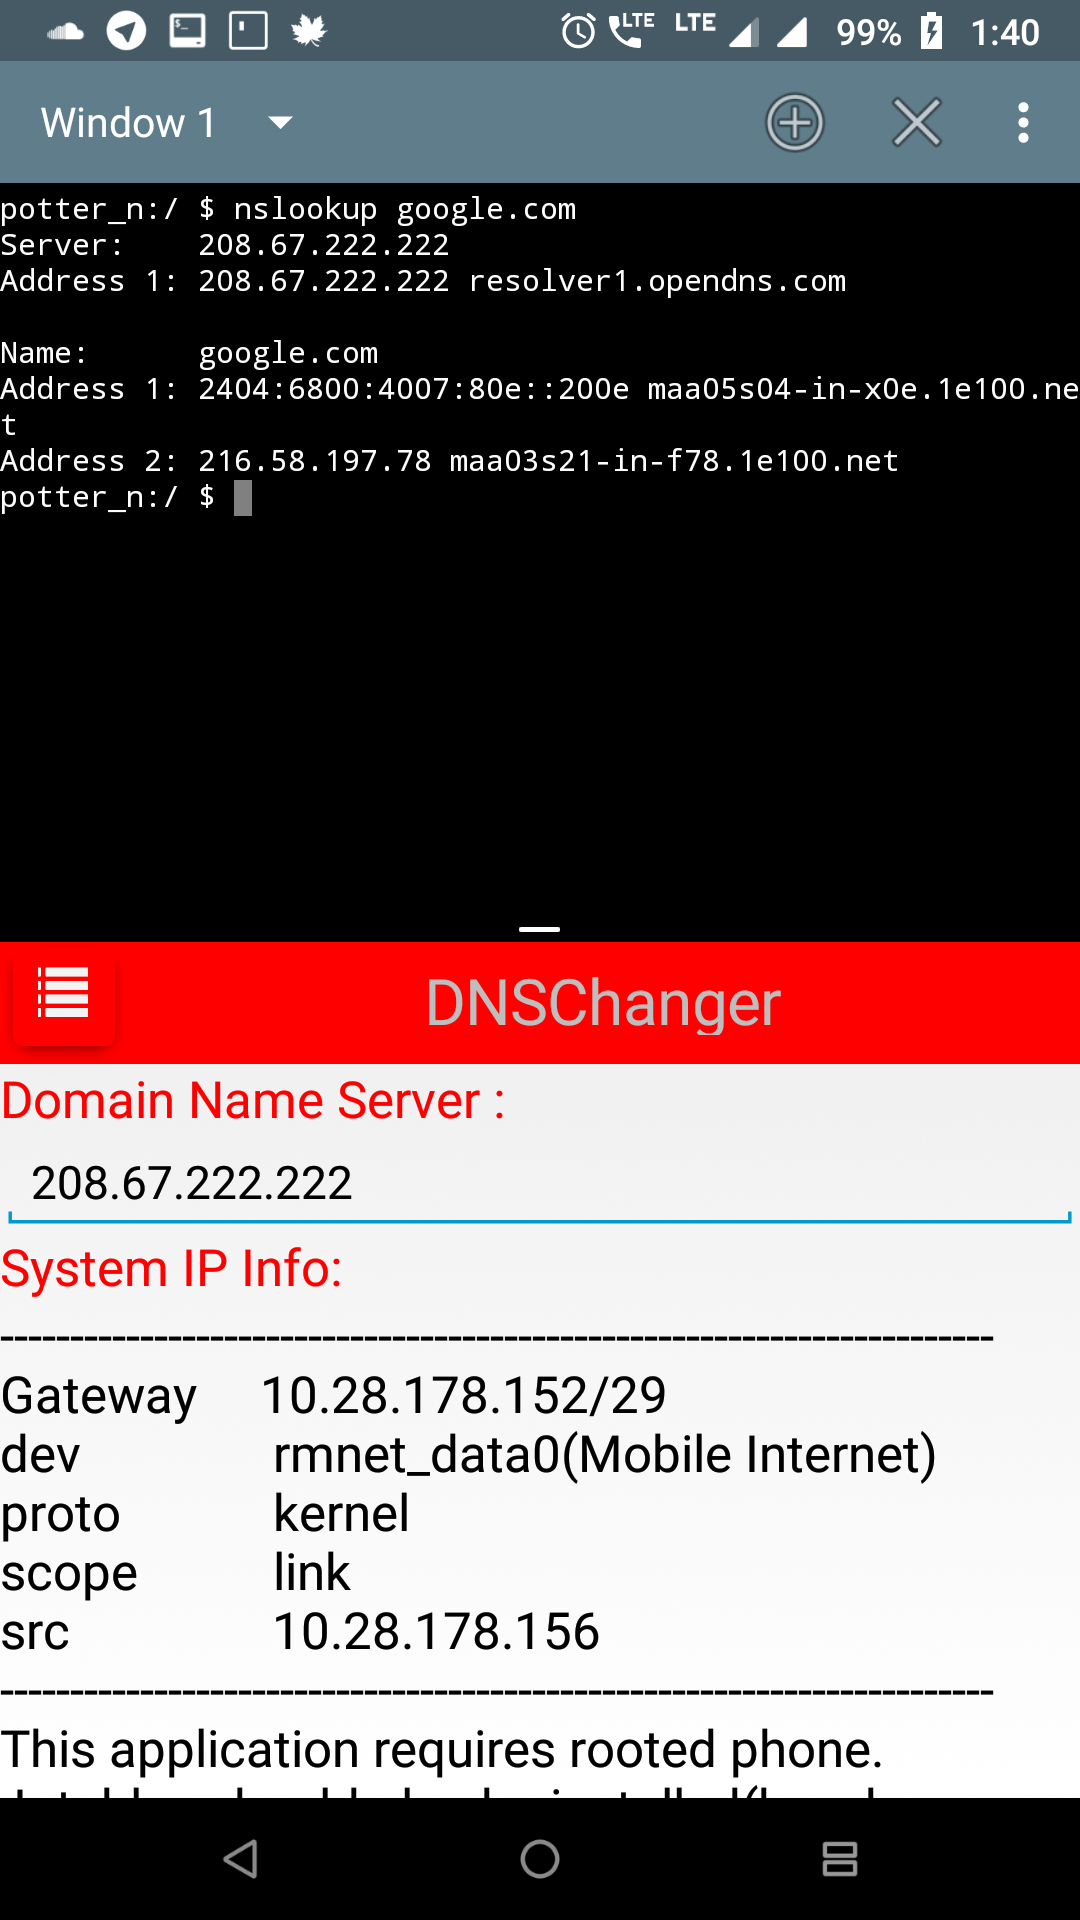 LTE LTE 99% 1:40
Window 1
potter_n:/ $ nslookup google.com
Server:    208.67.222.222
Address 1: 208.67.222.222 resolver1.opendns.com
Name:      google.com
Address 1: 2404:6800:4007:80e::200e maa05s04-in-x0e.1e100.ne
t
Address 2: 216.58.197.78 maa03s21-in-f78.1e100.net
potter_n:/ $
DNSChanger
Domain Name Server :
208.67.222.222
System IP Info:
-----------------------------------------------------------------------
Gateway 10.28.178.152/29
dev rmnet_data0(Mobile Internet)
proto kernel
scope link
src 10.28.178.156
-----------------------------------------------------------------------
This application requires rooted phone.